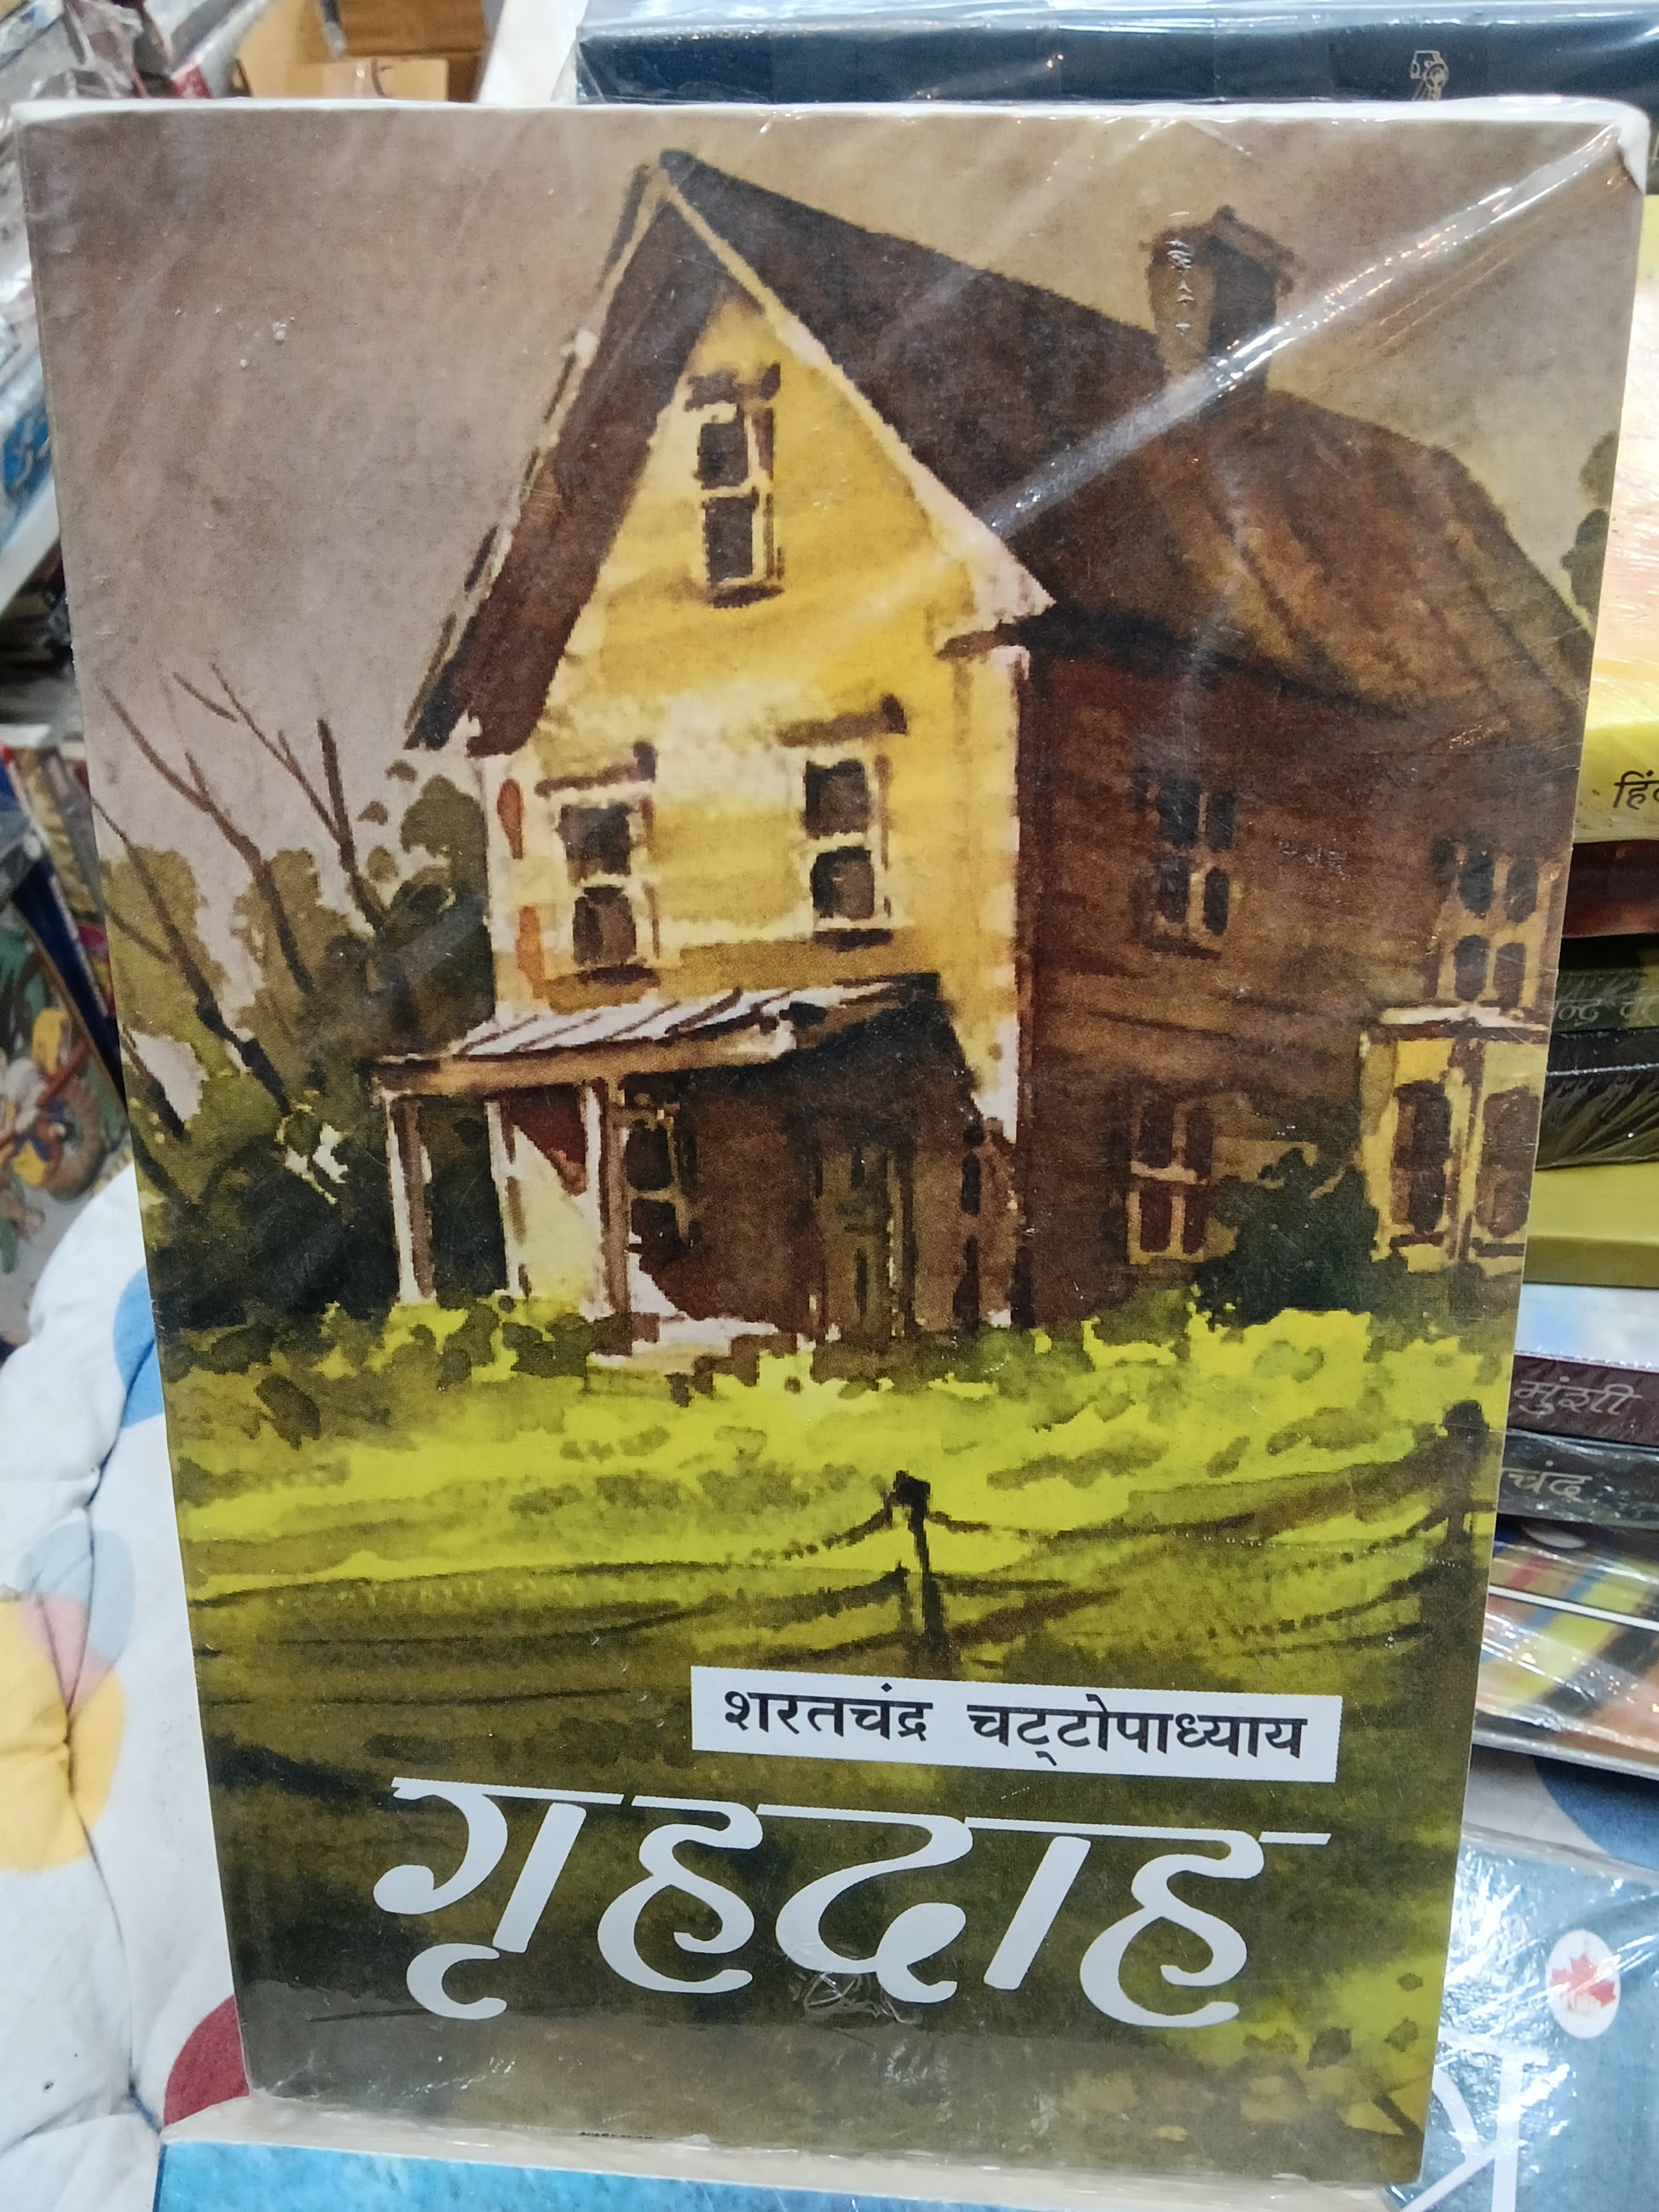 शरतचंद्र चट्टोपाध्याय
गृहदाह
मुंशी
चंद